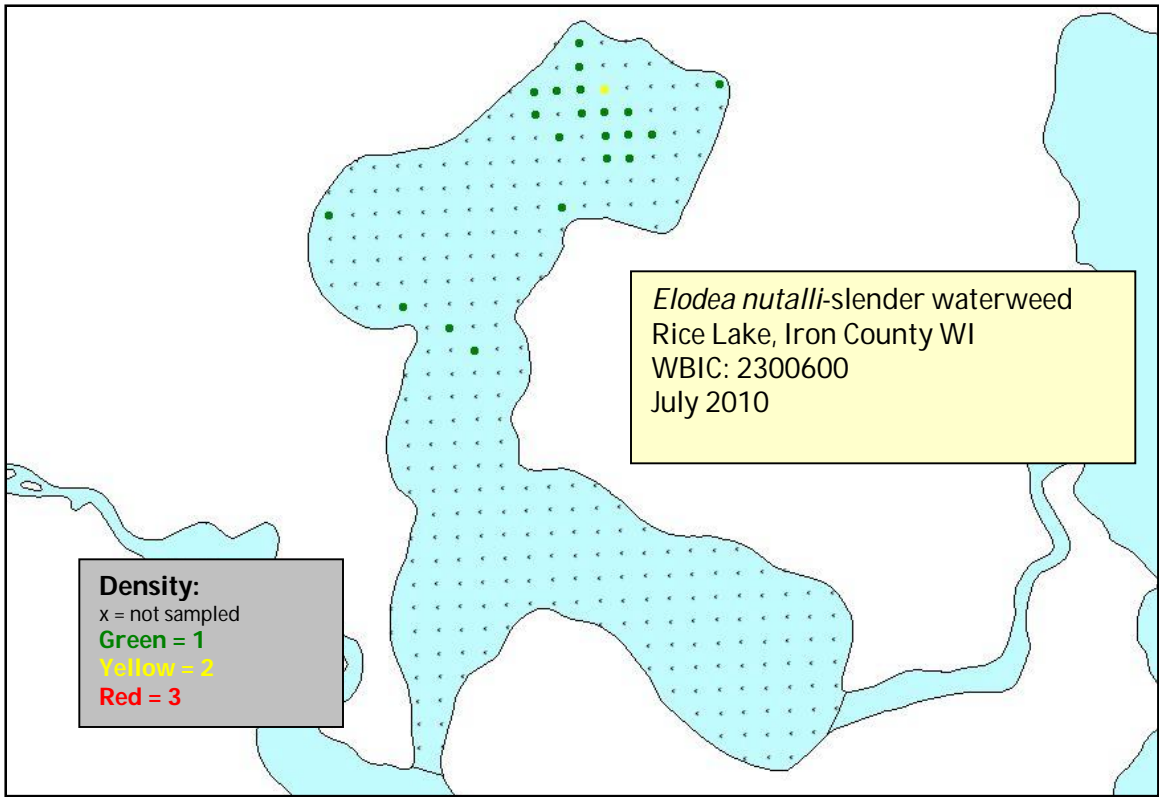 Elodea nutalli-slender waterweed
Rice Lake, Iron County WI
WBIC: 2300600
July 2010
Density:
x = not sampled
Green = 1
Yellow = 2
Red = 3